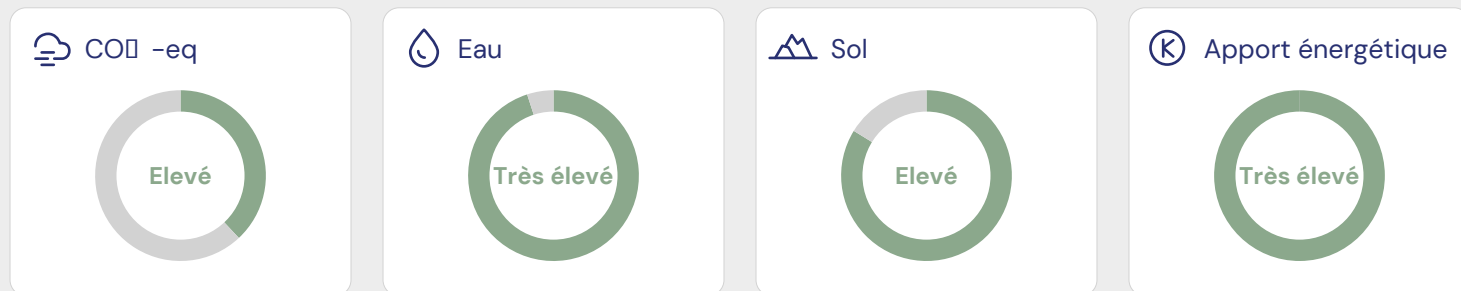 CO▯ -eq
Elevé
Eau
Très élevé
Sol
Elevé
Apport énergétique
Très élevé